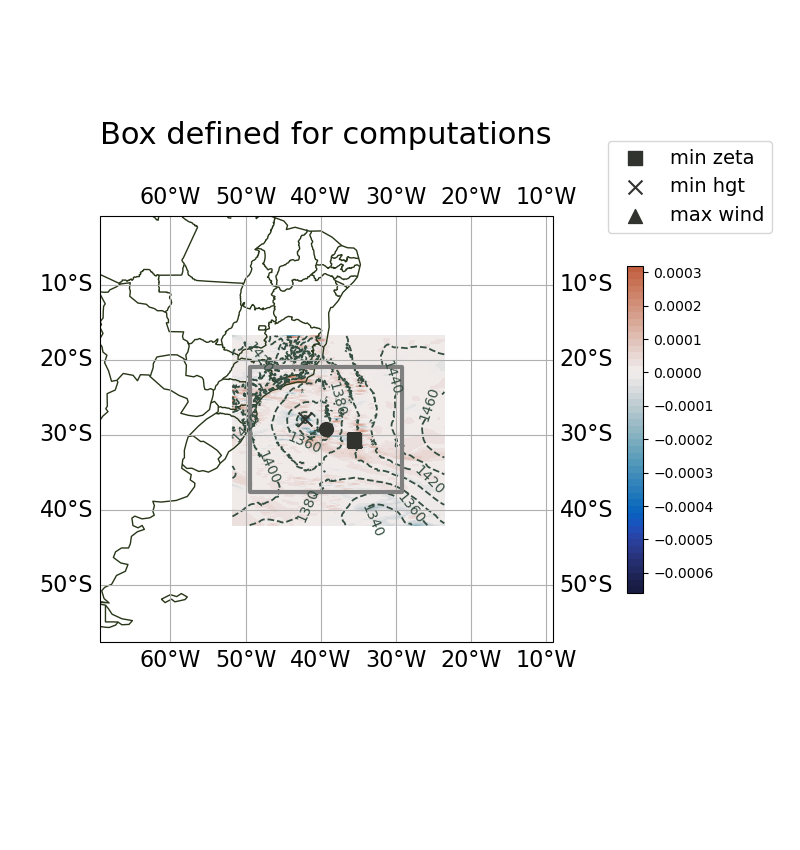 Box defined for computations
min zeta
min hgt
max wind
60°W 50°W 40°W 30°W 20°W 10°W
10°S 10°S
20°S 20°S
30°S 30°S
40°S 40°S
50°S 50°S
60°W 50°W 40°W 30°W 20°W 10°W
1440
1380
1460
1360
1400
1420
1380
1360
1340
0.0003
0.0002
0.0001
0.0000
−0.0001
−0.0002
−0.0003
−0.0004
−0.0005
−0.0006